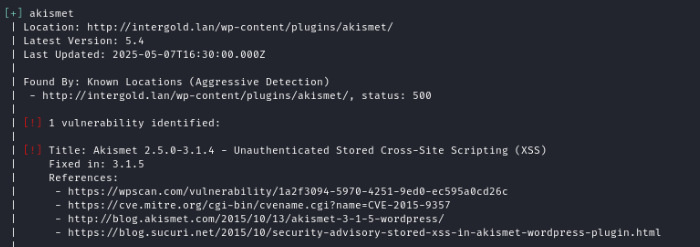 [+] akismet
| Location: http://intergold.lan/wp-content/plugins/akismet/
| Latest Version: 5.4
| Last Updated: 2025-05-07T16:30:00.000Z
|
| Found By: Known Locations (Aggressive Detection)
|  - http://intergold.lan/wp-content/plugins/akismet/, status: 500
|
| [!] 1 vulnerability identified:
|
| [!] Title: Akismet 2.5.0-3.1.4 - Unauthenticated Stored Cross-Site Scripting (XSS)
|     Fixed in: 3.1.5
|     References:
|      - https://wpscan.com/vulnerability/1a2f3094-5970-4251-9ed0-ec595a0cd26c
|      - https://cve.mitre.org/cgi-bin/cvename.cgi?name=CVE-2015-9357
|      - http://blog.akismet.com/2015/10/13/akismet-3-1-5-wordpress/
|      - https://blog.sucuri.net/2015/10/security-advisory-stored-xss-in-akismet-wordpress-plugin.html
|